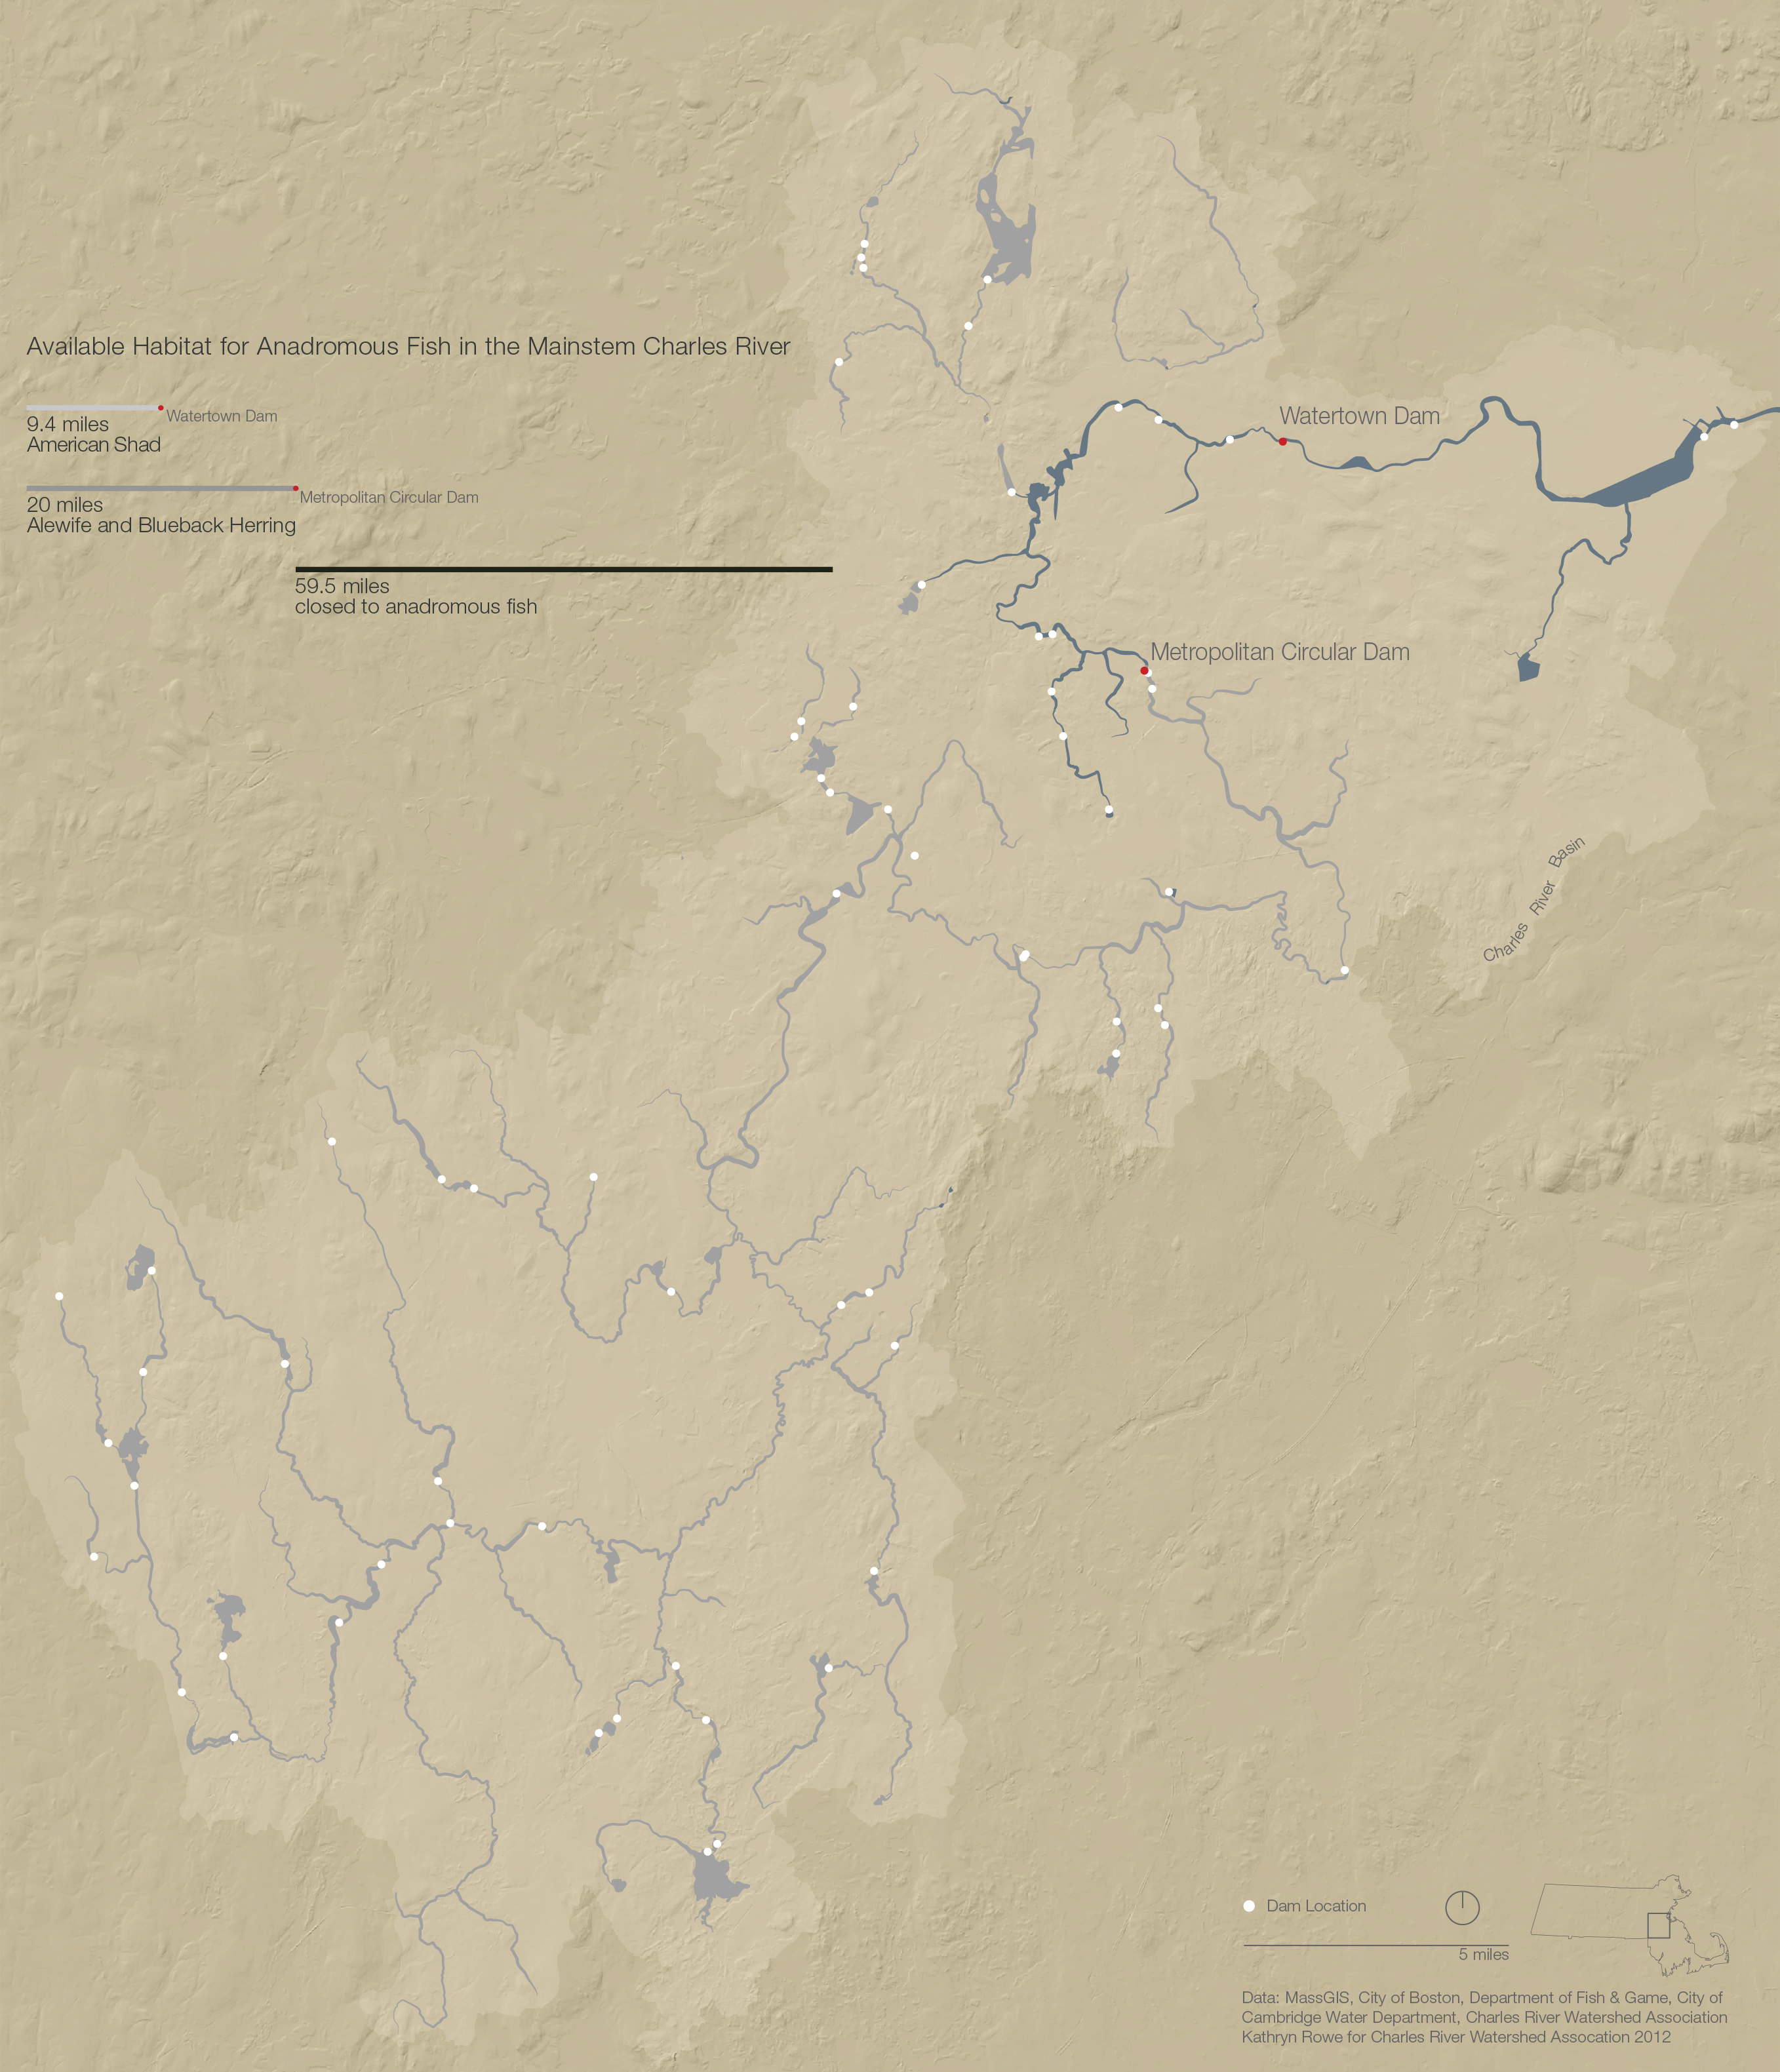 Available Habitat for Anadromous Fish in the Mainstem Charles River
Watertown Dam
9.4 miles
American Shad
Metropolitan Circular Dam
20 miles
Alewife and Blueback Herring
59.5 miles
closed to anadromous fish
Watertown Dam
Metropolitan Circular Dam
Charles River Basin
Dam Location
5 miles
Data: MassGIS, City of Boston, Department of Fish & Game, City of
Cambridge Water Department, Charles River Watershed Association
Kathryn Rowe for Charles River Watershed Assocation 2012